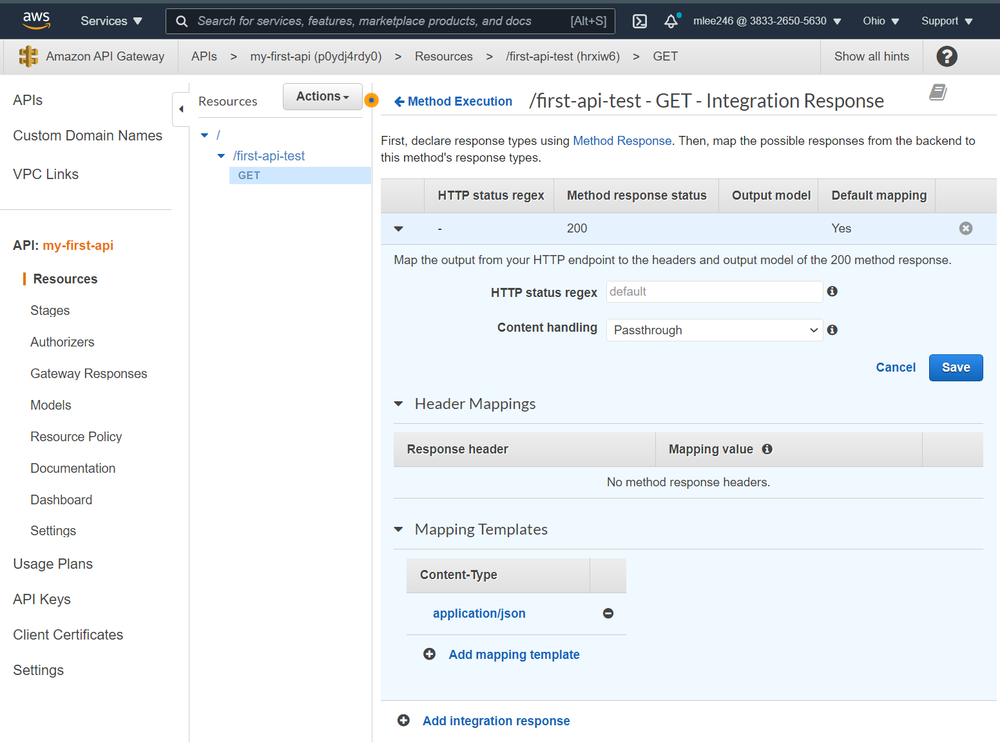 aws
Services
Search for services, features, marketplace products, and docs [Alt+S]
mlee246 @ 3833-2650-5630
Ohio
Support
Amazon API Gateway
APIs > my-first-api (p0ydj4rdy0) > Resources > /first-api-test (hrxiw6) > GET
Show all hints
?
APIs
Custom Domain Names
VPC Links
API: my-first-api
Resources
Stages
Authorizers
Gateway Responses
Models
Resource Policy
Documentation
Dashboard
Settings
Usage Plans
API Keys
Client Certificates
Settings
Resources
Actions
/
/first-api-test
GET
Method Execution /first-api-test - GET - Integration Response
First, declare response types using Method Response. Then, map the possible responses from the backend to
this method's response types.
HTTP status regex Method response status Output model Default mapping
- 200 Yes
Map the output from your HTTP endpoint to the headers and output model of the 200 method response.
HTTP status regex default
Content handling Passthrough
Cancel Save
Header Mappings
Response header Mapping value
No method response headers.
Mapping Templates
Content-Type
application/json
Add mapping template
Add integration response